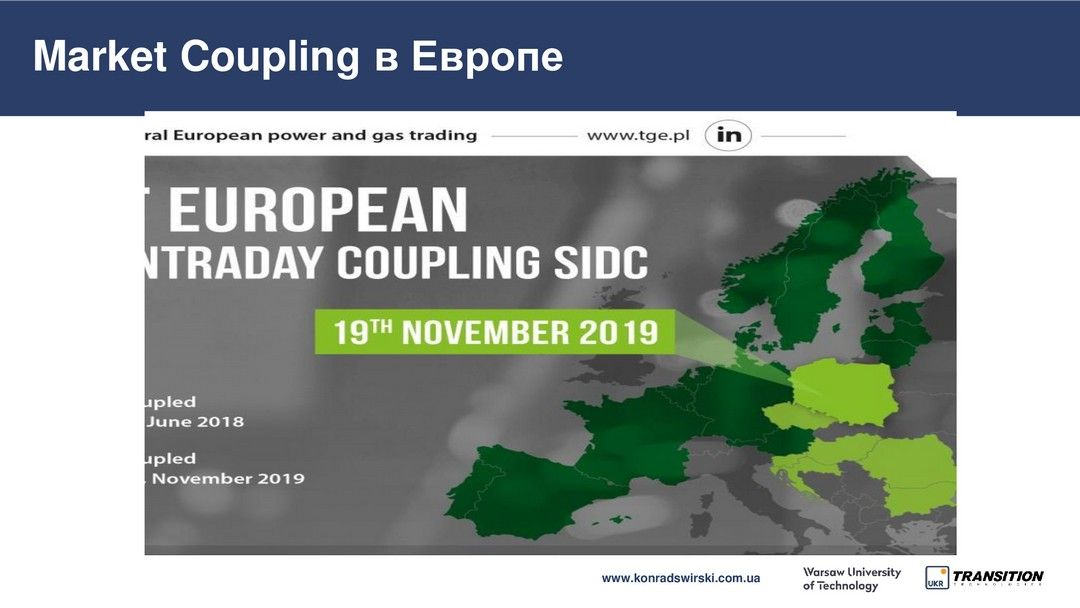 Market Coupling в Европе
ral European power and gas trading
www.tge.pl
in
EUROPEAN
NTRADAY COUPLING SIDC
19TH NOVEMBER 2019
upled
June 2018
upled
. November 2019
www.konradswirski.com.ua
Warsaw University
of Technology
UKR
TRANSITION
TECHNOLOGIES